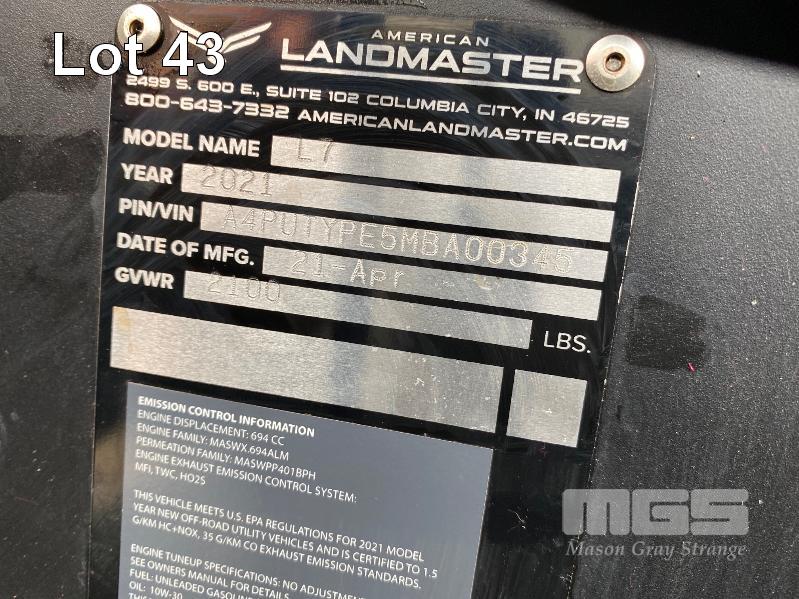 Lot 43
AMERICAN
LANDMASTER
2499 S. 600 E., SUITE 102 COLUMBIA CITY, IN 46725
800-643-7332 AMERICANLANDMASTER.COM
MODEL NAME L7
YEAR 2021
PIN/VIN A4PUTYPE5MBA00345
DATE OF MFG. 21-Apr
GVWR 2100
LBS.
EMISSION CONTROL INFORMATION
ENGINE DISPLACEMENT: 694 CC
ENGINE FAMILY: MASWX.694ALM
PERMEATION FAMILY: MASWPP401BPH
ENGINE EXHAUST EMISSION CONTROL SYSTEM:
MFI, TWC, HO2S
THIS VEHICLE MEETS U.S. EPA REGULATIONS FOR 2021 MODEL
YEAR NEW OFF-ROAD UTILITY VEHICLES AND IS CERTIFIED TO 1.5
G/KM HC+NOX, 35 G/KM CO EXHAUST EMISSION STANDARDS.
ENGINE TUNEUP SPECIFICATIONS: NO ADJUSTMEN
SEE OWNERS MANUAL FOR DETAILS
FUEL: UNLEADED GASOLIN
OIL: 10W-30
MGS
Mason Gray Strange